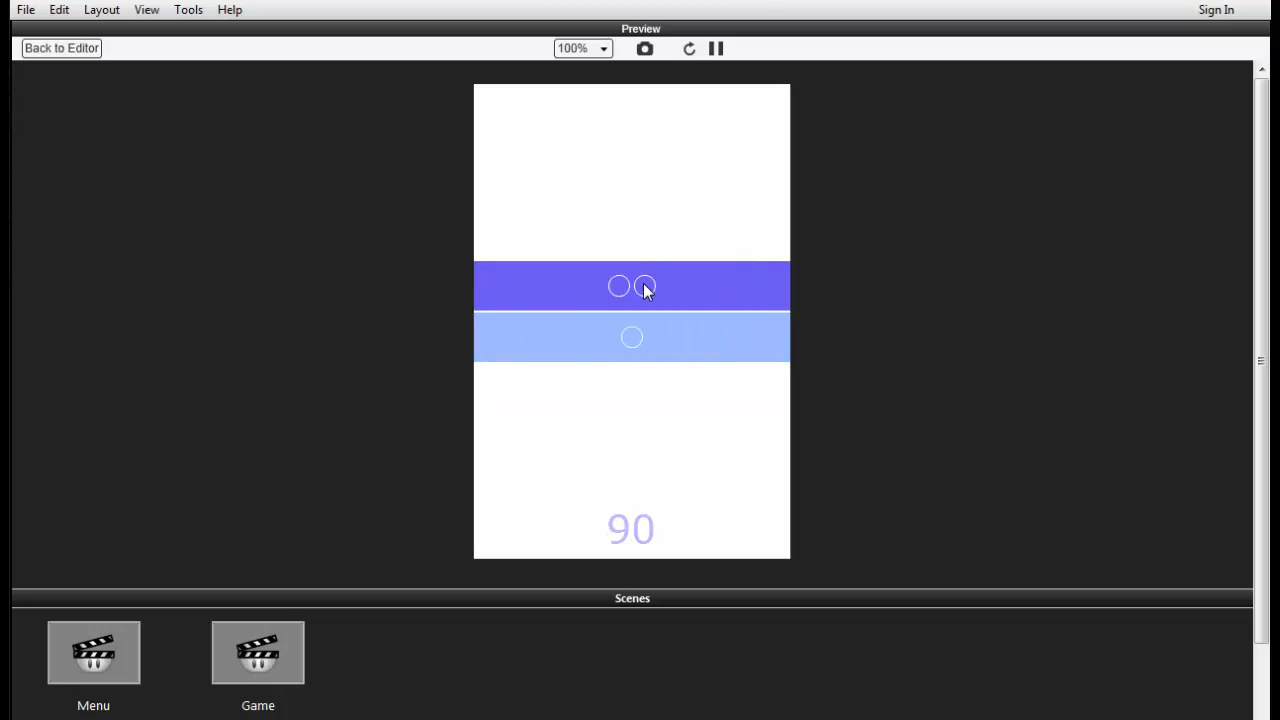 File Edit Layout View Tools Help Sign In
Preview
Back to Editor 100%
90
Scenes
Menu Game